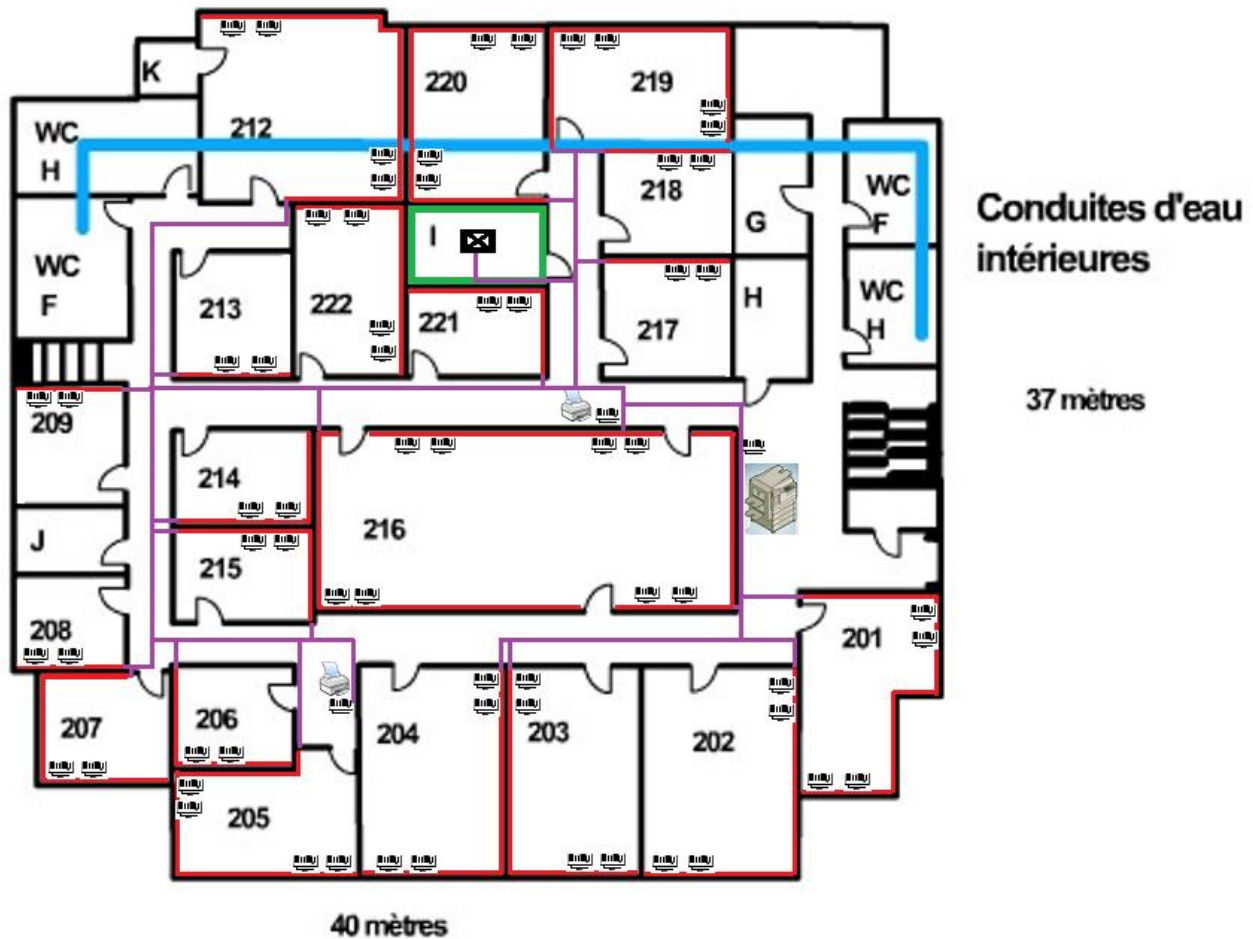 K
220
219
212
WC
H
218
WC
F
G
I
WC
F
213
222
221
217
H
WC
H
Conduites d'eau
intérieures
37 mètres
209
214
216
J
215
208
201
207
206
204
203
202
205
40 mètres